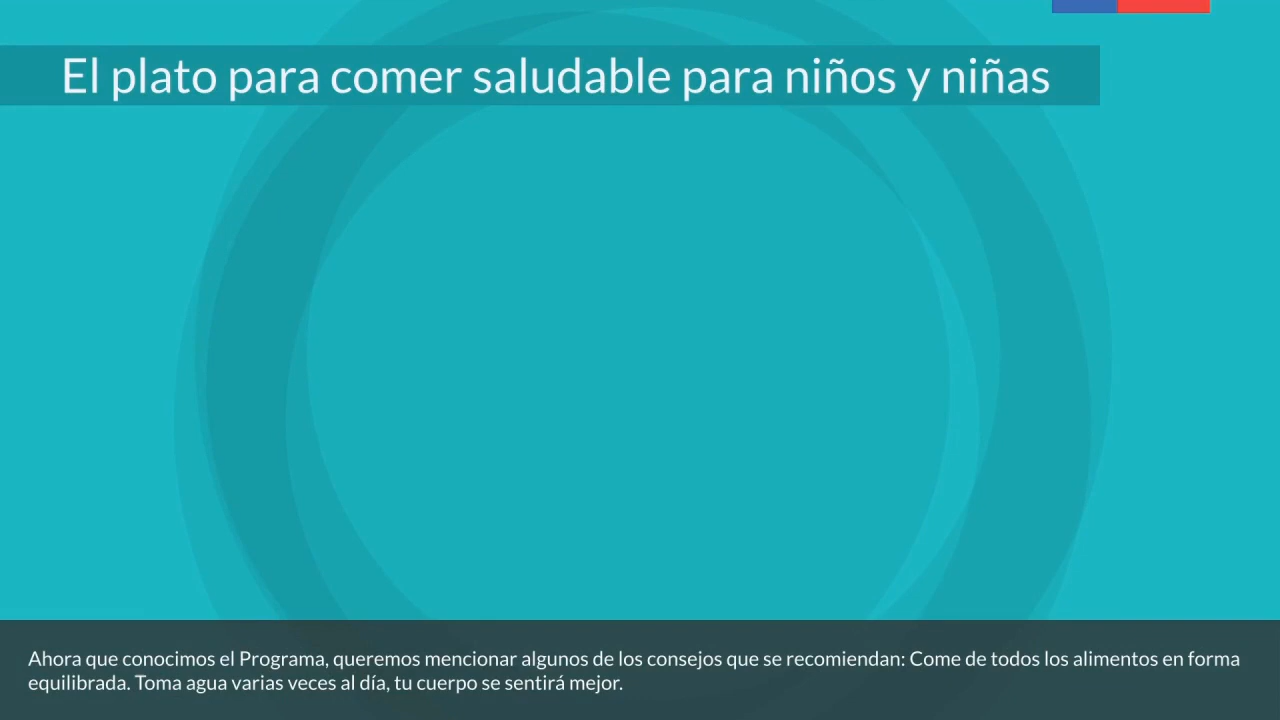 El plato para comer saludable para niños y niñas
Ahora que conocimos el Programa, queremos mencionar algunos de los consejos que se recomiendan: Come de todos los alimentos en forma
equilibrada. Toma agua varias veces al día, tu cuerpo se sentirá mejor.